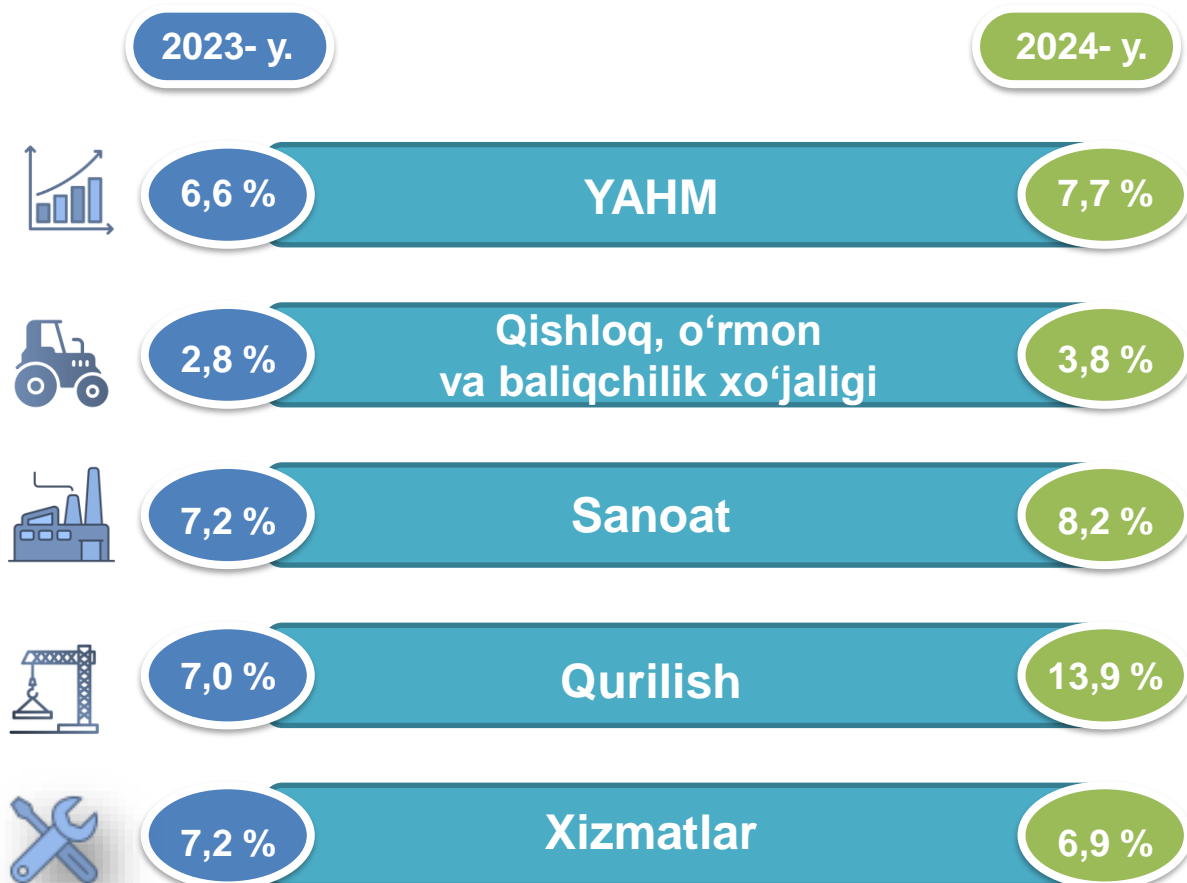 2023- y.
2024- y.
6,6 %
YAHM
7,7 %
2,8 %
Qishloq, o‘rmon
va baliqchilik xo‘jaligi
3,8 %
7,2 %
Sanoat
8,2 %
7,0 %
Qurilish
13,9 %
7,2 %
Xizmatlar
6,9 %